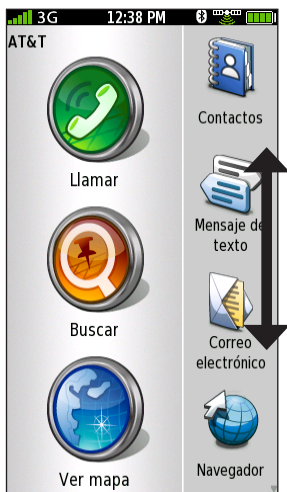 3G 12:38 PM
AT&T
Llamar
Buscar
Ver mapa
Contactos
Mensaje de
texto
Correo
electrónico
Navegador